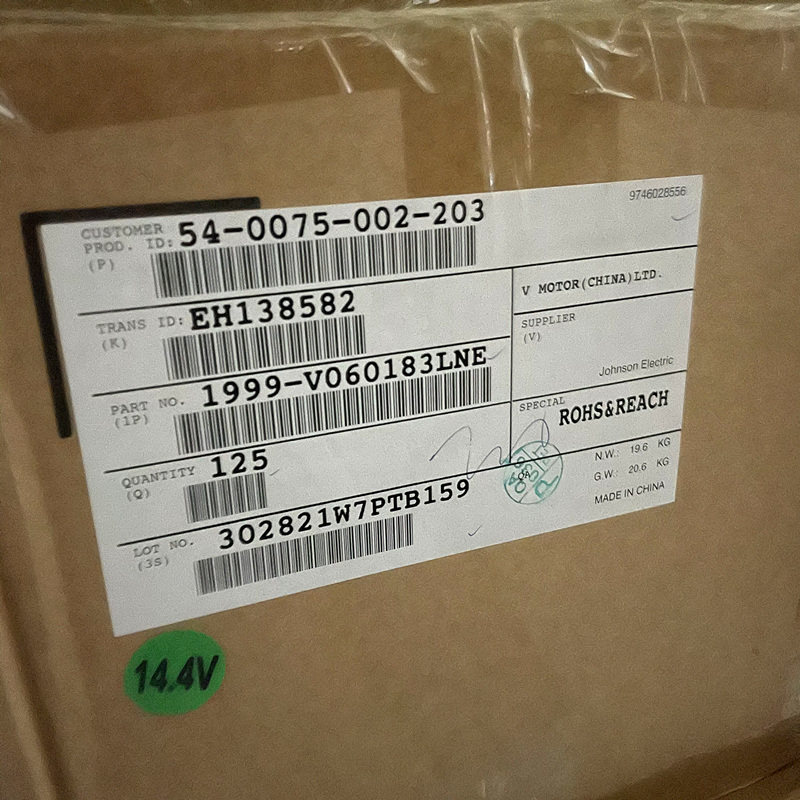 9746028556
CUSTOMER
PROD. ID: 54-0075-002-203
(P)
TRANS ID: EH138582
(K)
V MOTOR(CHINA)LTD.
SUPPLIER
(V)
Johnson Electric
PART NO. 1999-V060183LNE
(1P)
SPECIAL
ROHS&REACH
QUANTITY 125
(Q)
N.W.: 19.6 KG
G.W.: 20.6 KG
MADE IN CHINA
QA
LOT NO. 302821W7PTB159
(3S)
14.4V